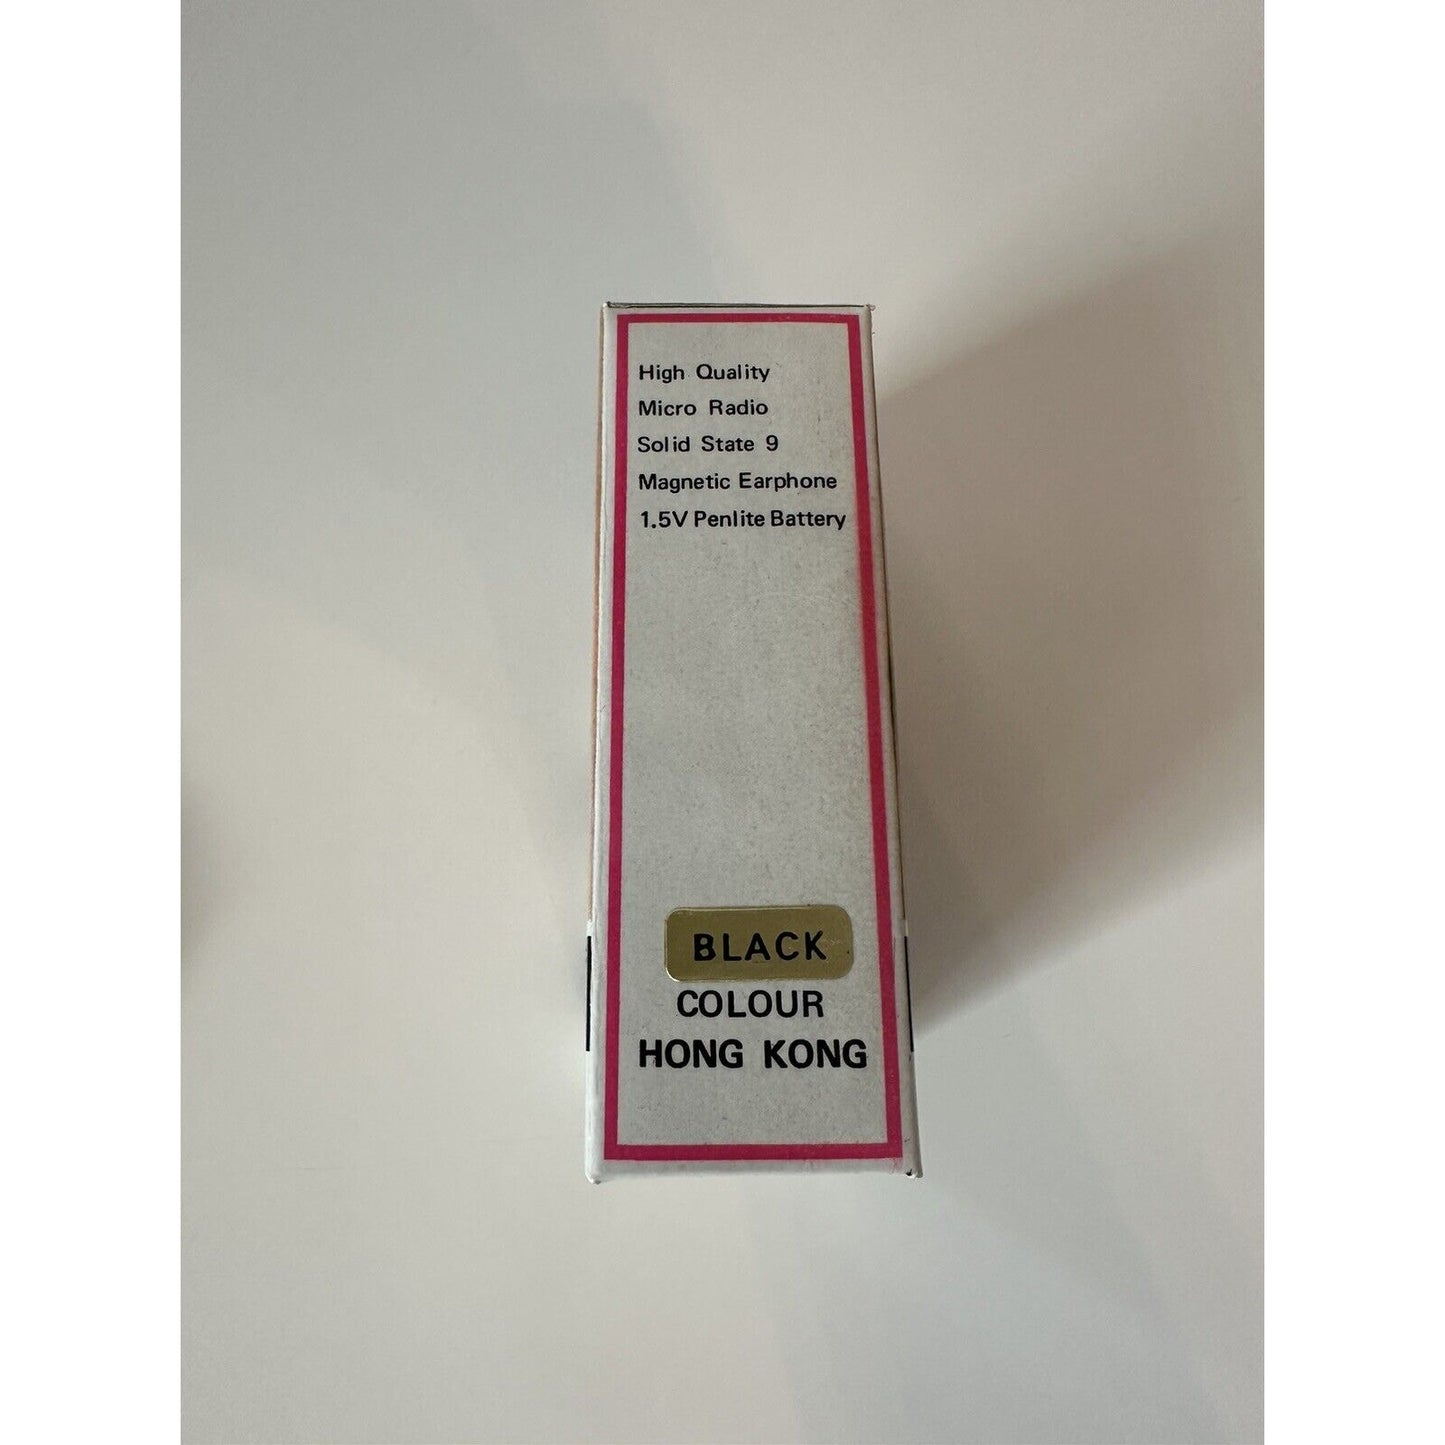 High Quality
Micro Radio
Solid State 9
Magnetic Earphone
1.5V Penlite Battery
BLACK
COLOUR
HONG KONG